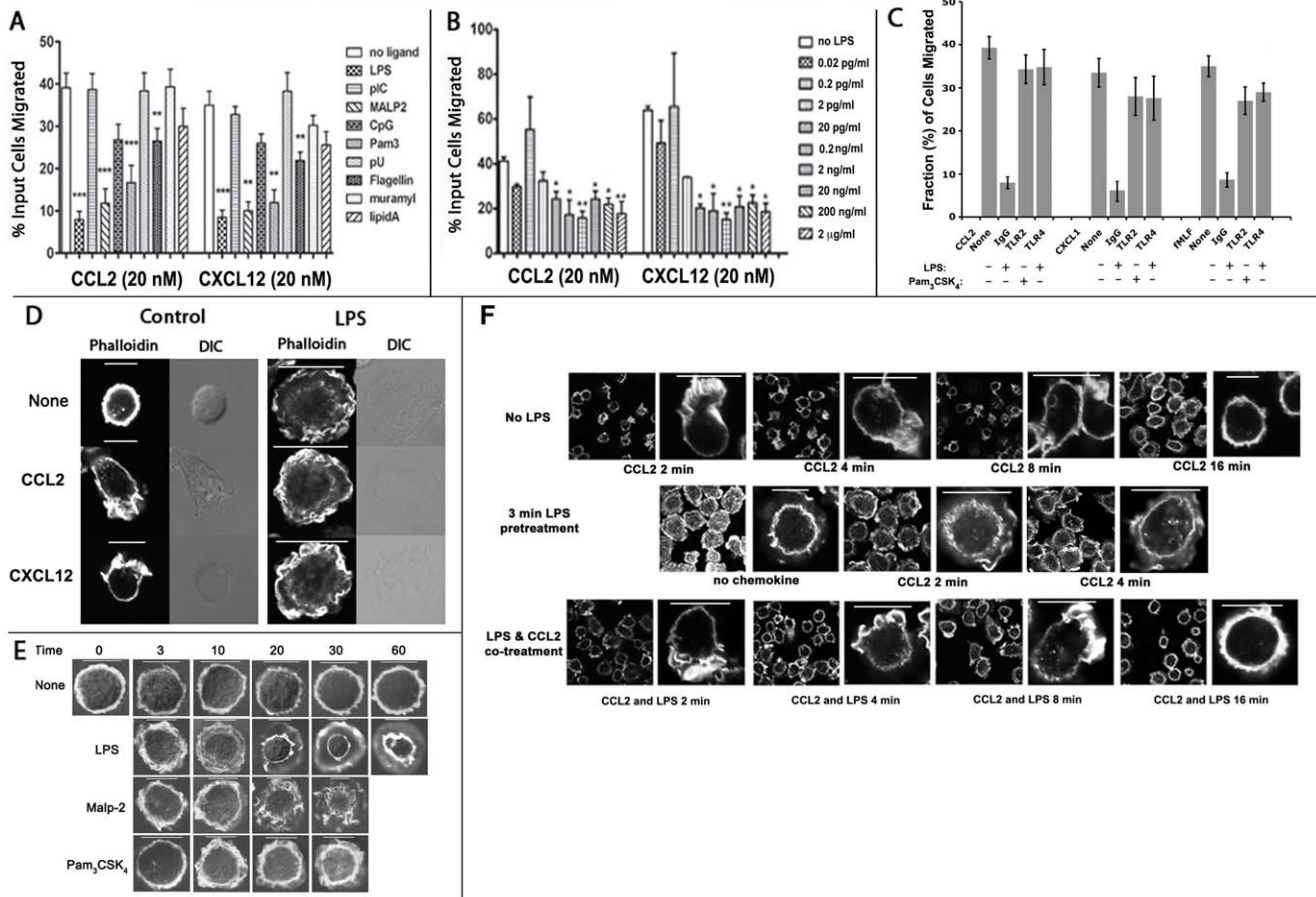 A
% Input Cells Migrated
50
40
30
20
10
0
no ligand
LPS
pIC
MALP2
CpG
Pam3
pU
Flagellin
muramyl
lipidA
*** *** *** ** *** ** ** **
CCL2 (20 nM) CXCL12 (20 nM)
B
% Input Cells Migrated
100
80
60
40
20
0
no LPS
0.02 pg/ml
0.2 pg/ml
2 pg/ml
20 pg/ml
0.2 ng/ml
2 ng/ml
20 ng/ml
200 ng/ml
2 µg/ml
* * ** * * ** * * ** * * *
CCL2 (20 nM) CXCL12 (20 nM)
C
Fraction (%) of Cells Migrated
50
40
30
20
10
0
CCL2 None IgG TLR2 TLR4 CXCL1 None IgG TLR2 TLR4 fMLF None IgG TLR2 TLR4
LPS: – + – + – + – + – + – +
Pam3CSK4: – – + – – – + – – – + –
D
Control LPS
Phalloidin DIC Phalloidin DIC
None
CCL2
CXCL12
E
Time 0 3 10 20 30 60
None
LPS
Malp-2
Pam3CSK4
F
No LPS
CCL2 2 min CCL2 4 min CCL2 8 min CCL2 16 min
3 min LPS
pretreatment
no chemokine CCL2 2 min CCL2 4 min
LPS & CCL2
co-treatment
CCL2 and LPS 2 min CCL2 and LPS 4 min CCL2 and LPS 8 min CCL2 and LPS 16 min